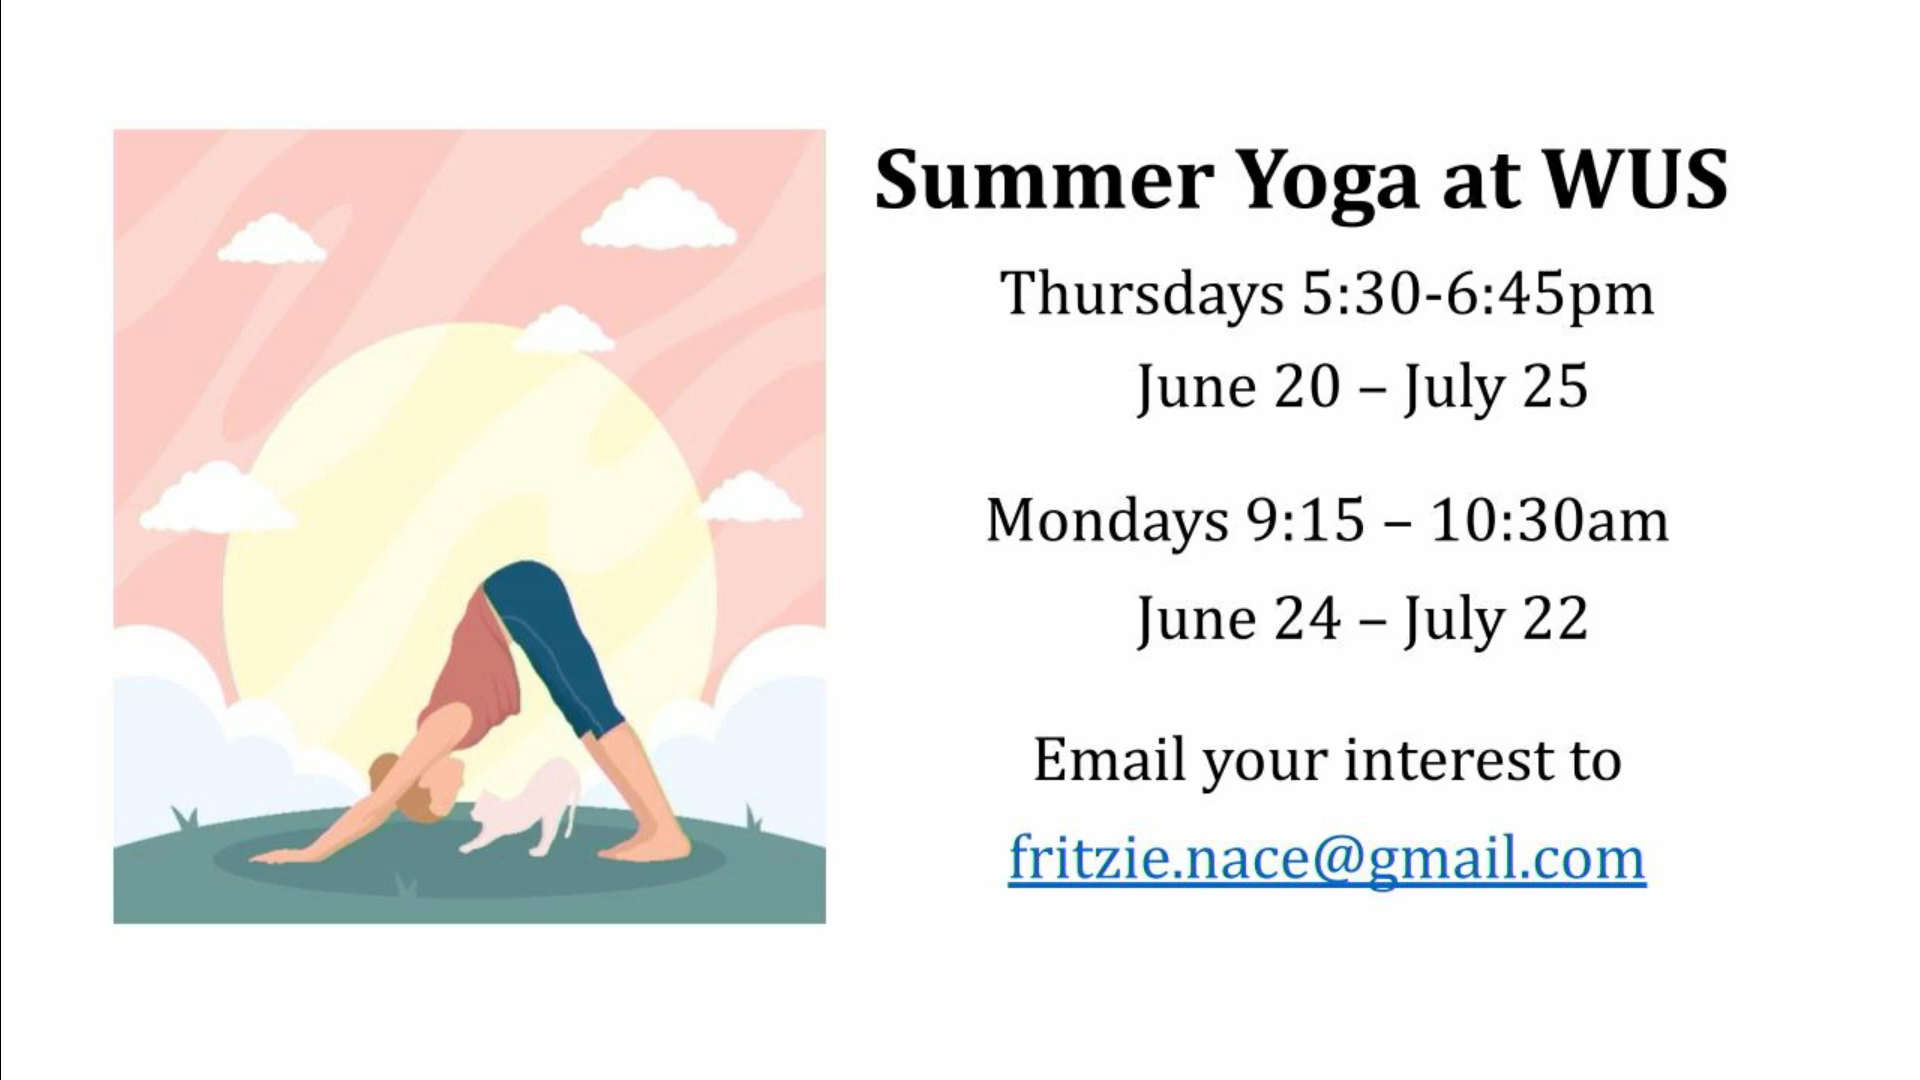 Summer Yoga at WUS
Thursdays 5:30-6:45pm
June 20 – July 25
Mondays 9:15 – 10:30am
June 24 – July 22
Email your interest to
fritzie.nace@gmail.com